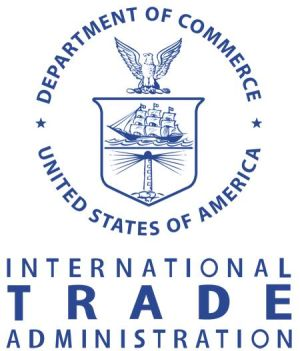 DEPARTMENT OF COMMERCE
UNITED STATES OF AMERICA
INTERNATIONAL
TRADE
ADMINISTRATION